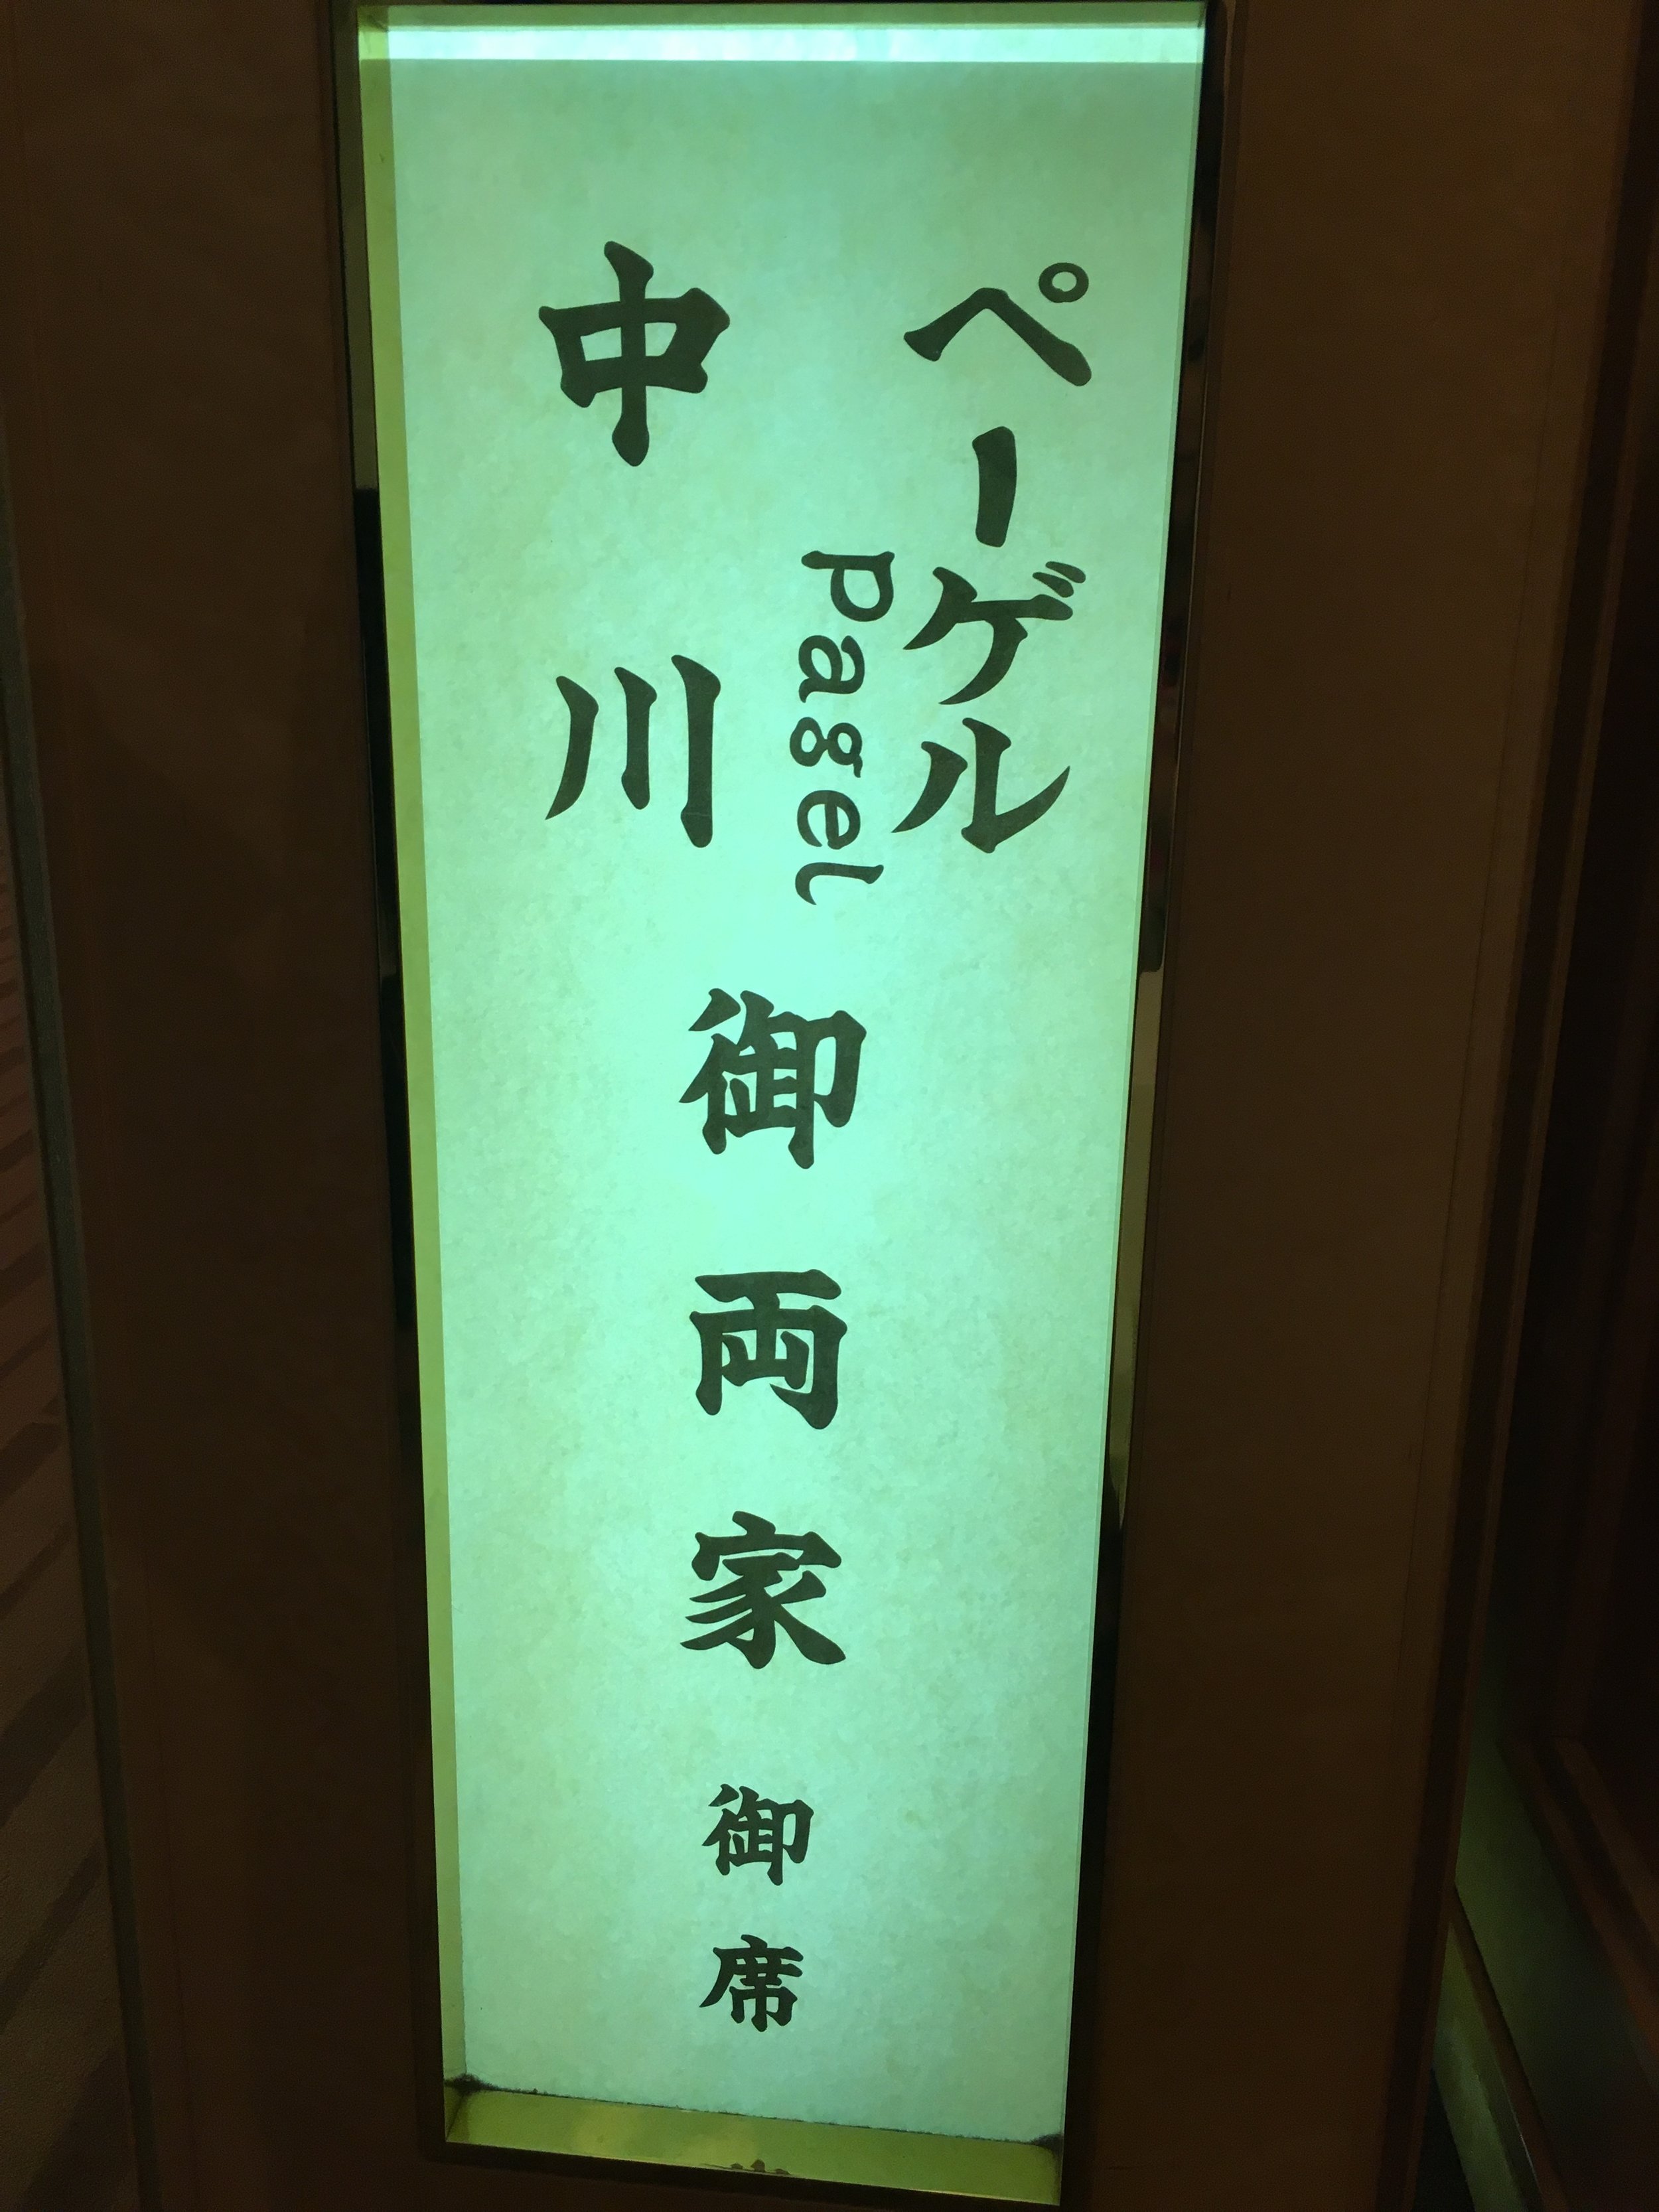 ペーゲル
Pagel
中川
御両家
御席